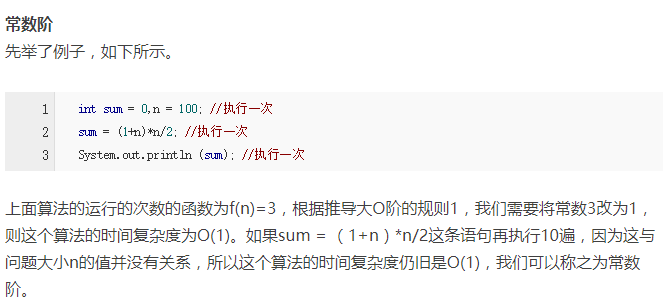 常数阶
先举了例子，如下所示。
1 int sum = 0,n = 100; //执行一次
2 sum = (1+n)*n/2; //执行一次
3 System.out.println (sum); //执行一次
上面算法的运行的次数的函数为f(n)=3，根据推导大O阶的规则1，我们需要将常数3改为1，
则这个算法的时间复杂度为O(1)。如果sum = （1+n）*n/2这条语句再执行10遍，因为这与
问题大小n的值并没有关系，所以这个算法的时间复杂度仍旧是O(1)，我们可以称之为常数
阶。